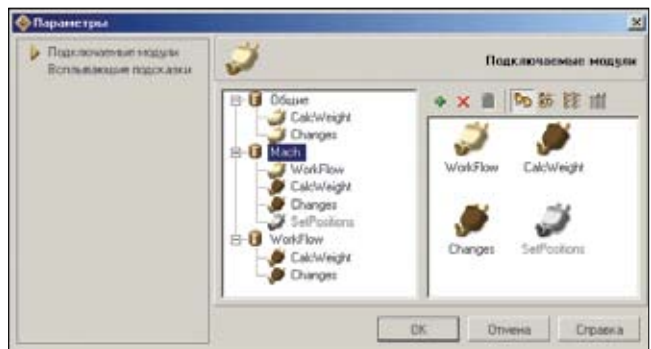 Параметры
Подключаемые модули
Всплывающие подсказки
Подключаемые модули
Общие
CalcWeight
Changes
Mach
WorkFlow
CalcWeight
Changes
SetPositions
WorkFlow
CalcWeight
Changes
WorkFlow
CalcWeight
Changes
SetPositions
OK
Отмена
Справка